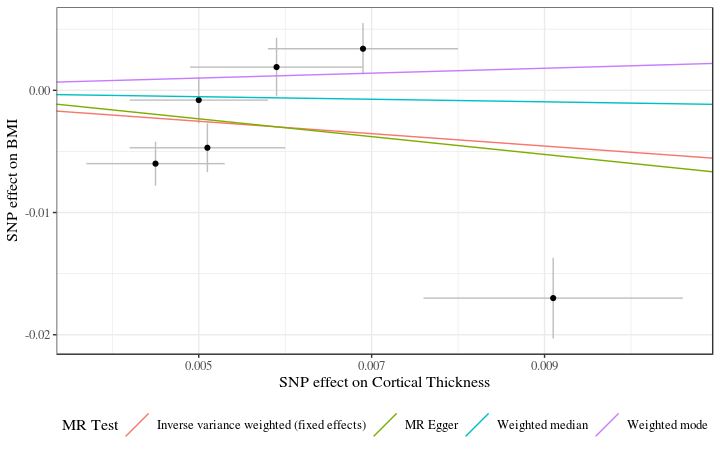 SNP effect on BMI
0.00
-0.01
-0.02
0.005 0.007 0.009
SNP effect on Cortical Thickness
MR Test Inverse variance weighted (fixed effects) MR Egger Weighted median Weighted mode